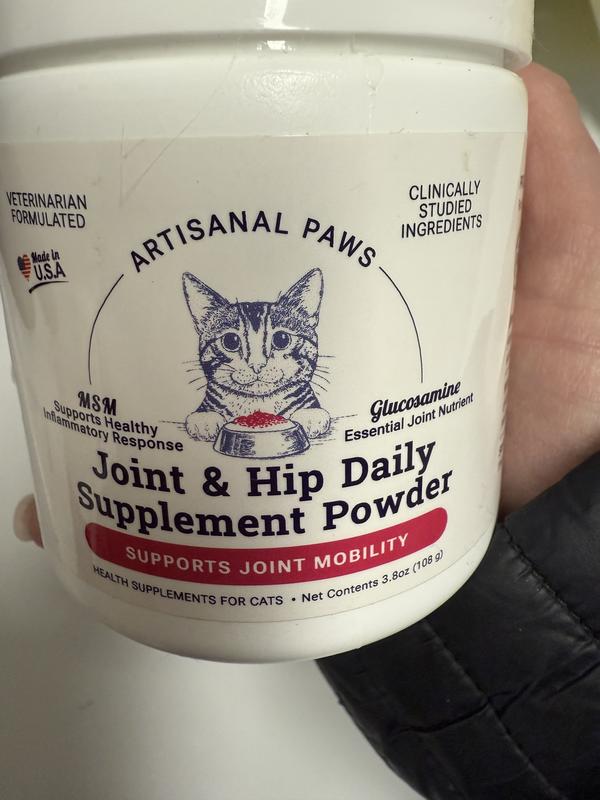 VETERINARIAN
FORMULATED
Made In
U.S.A
CLINICALLY
STUDIED
INGREDIENTS
ARTISANAL PAWS
MSM
Supports Healthy
Inflammatory Response
Glucosamine
Essential Joint Nutrient
Joint & Hip Daily
Supplement Powder
SUPPORTS JOINT MOBILITY
HEALTH SUPPLEMENTS FOR CATS • Net Contents 3.8oz (108 g)